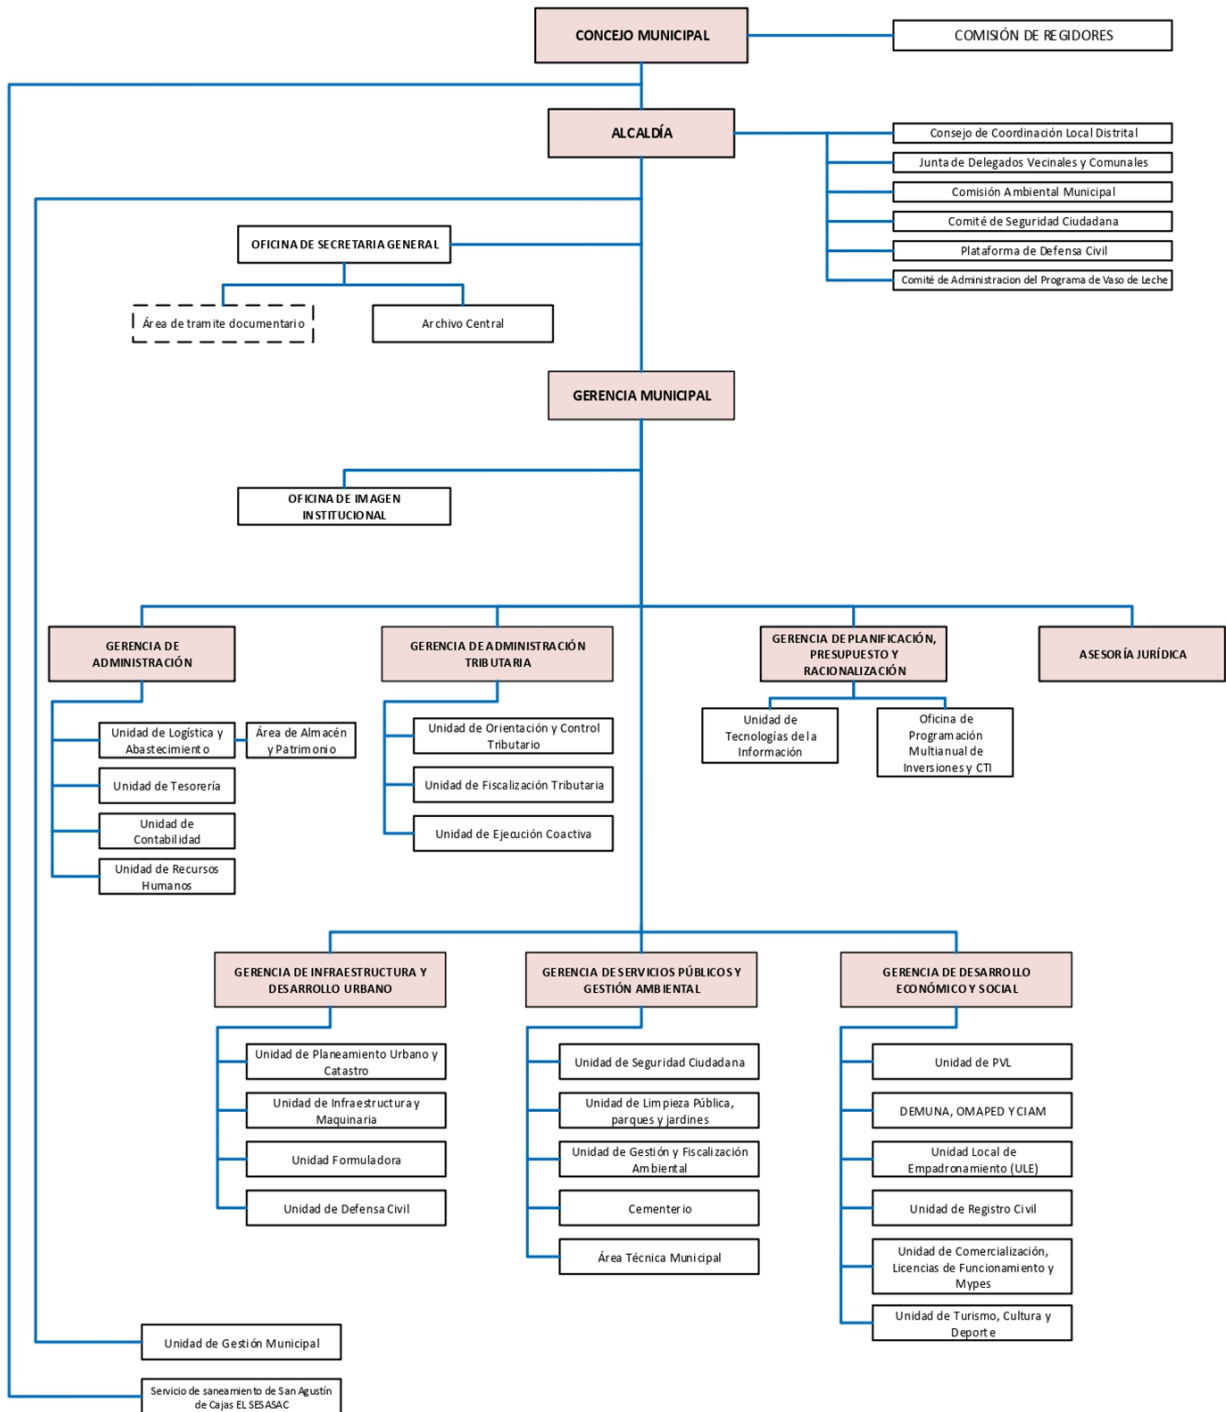 CONCEJO MUNICIPAL
COMISIÓN DE REGIDORES
ALCALDÍA
Consejo de Coordinación Local Distrital
Junta de Delegados Vecinales y Comunales
Comisión Ambiental Municipal
Comité de Seguridad Ciudadana
Plataforma de Defensa Civil
Comité de Administracion del Programa de Vaso de Leche
OFICINA DE SECRETARIA GENERAL
Área de tramite documentario
Archivo Central
GERENCIA MUNICIPAL
OFICINA DE IMAGEN
INSTITUCIONAL
GERENCIA DE
ADMINISTRACIÓN
GERENCIA DE ADMINISTRACIÓN
TRIBUTARIA
GERENCIA DE PLANIFICACIÓN,
PRESUPUESTO Y
RACIONALIZACIÓN
ASESORÍA JURÍDICA
Unidad de Logística y
Abastecimiento
Área de Almacén
y Patrimonio
Unidad de Tesorería
Unidad de
Contabilidad
Unidad de Recursos
Humanos
Unidad de Orientación y Control
Tributario
Unidad de Fiscalización Tributaria
Unidad de Ejecución Coactiva
Unidad de
Tecnologías de la
Información
Oficina de
Programación
Multianual de
Inversiones y CTI
GERENCIA DE INFRAESTRUCTURA Y
DESARROLLO URBANO
GERENCIA DE SERVICIOS PÚBLICOS Y
GESTIÓN AMBIENTAL
GERENCIA DE DESARROLLO
ECONÓMICO Y SOCIAL
Unidad de Planeamiento Urbano y
Catastro
Unidad de Infraestructura y
Maquinaria
Unidad Formuladora
Unidad de Defensa Civil
Unidad de Seguridad Ciudadana
Unidad de Limpieza Pública,
parques y jardines
Unidad de Gestión y Fiscalización
Ambiental
Cementerio
Área Técnica Municipal
Unidad de PVL
DEMUNA, OMAPED Y CIAM
Unidad Local de
Empadronamiento (ULE)
Unidad de Registro Civil
Unidad de Comercialización,
Licencias de Funcionamiento y
Mypes
Unidad de Turismo, Cultura y
Deporte
Unidad de Gestión Municipal
Servicio de saneamiento de San Agustín
de Cajas EL SESASAC